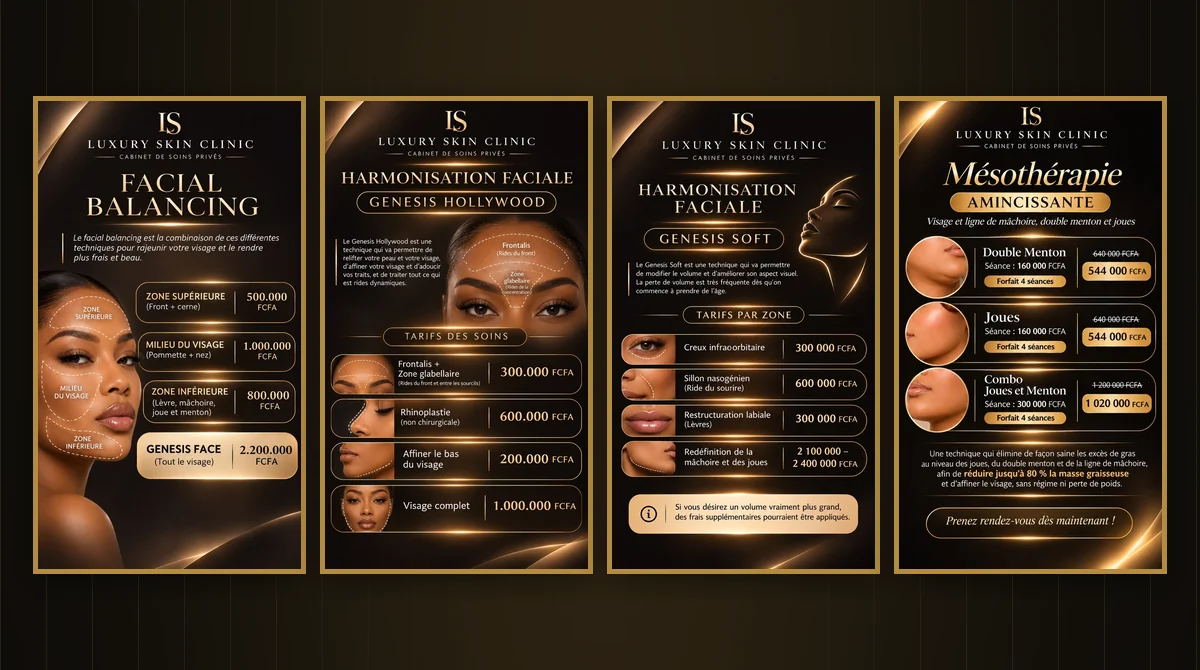 LS
LUXURY SKIN CLINIC
CABINET DE SOINS PRIVÉS
FACIAL
BALANCING
Le facial balancing est la combinaison de ces différentes
techniques pour rajeunir votre visage et le rendre
plus frais et beau.
ZONE
SUPÉRIEURE
MILIEU
DU VISAGE
ZONE
INFÉRIEURE
ZONE SUPÉRIEURE
(Front + cerne)
500.000
FCFA
MILIEU DU VISAGE
(Pommette + nez)
1.000.000
FCFA
ZONE INFÉRIEURE
(Lèvre, mâchoire,
joue et menton)
800.000
FCFA
GENESIS FACE
(Tout le visage)
2.200.000
FCFA
LS
LUXURY SKIN CLINIC
CABINET DE SOINS PRIVÉS
HARMONISATION FACIALE
GENESIS HOLLYWOOD
Le Genesis Hollywood est une
technique qui va permettre de
relifter votre peau et votre visage,
d'affiner votre visage et d'adoucir
vos traits, et de traiter tout ce qui
est rides dynamiques.
Frontalis
(Rides du front)
Zone
glabellaire
(Rides de la
concentration)
TARIFS DES SOINS
Frontalis +
Zone glabellaire
(Rides du front et entre les sourcils)
300.000 FCFA
Rhinoplastie
(non chirurgicale)
600.000 FCFA
Affiner le bas
du visage
200.000 FCFA
Visage complet
1.000.000 FCFA
LS
LUXURY SKIN CLINIC
CABINET DE SOINS PRIVÉS
HARMONISATION
FACIALE
GENESIS SOFT
Le Genesis Soft est une technique qui va permettre
de modifier le volume et d'améliorer son aspect visuel.
La perte de volume est très fréquente dès qu'on
commence à prendre de l'âge.
TARIFS PAR ZONE
Creux infraorbitaire
300 000 FCFA
Sillon nasogénien
(Ride du sourire)
600 000 FCFA
Restructuration labiale
(Lèvres)
300 000 FCFA
Redéfinition de la
mâchoire et des joues
2 100 000 –
2 400 000 FCFA
Si vous désirez un volume vraiment plus grand,
des frais supplémentaires pourraient être appliqués.
LS
LUXURY SKIN CLINIC
CABINET DE SOINS PRIVÉS
Mésothérapie
AMINCISSANTE
Visage et ligne de mâchoire, double menton et joues
Double Menton
Séance : 160 000 FCFA
Forfait 4 séances
640 000 FCFA
544 000 FCFA
Joues
Séance : 160 000 FCFA
Forfait 4 séances
640 000 FCFA
544 000 FCFA
Combo
Joues et Menton
Séance : 300 000 FCFA
Forfait 4 séances
1 200 000 FCFA
1 020 000 FCFA
Une technique qui élimine de façon saine les excès de gras
au niveau des joues, du double menton et de la ligne de mâchoire,
afin de réduire jusqu'à 80 % la masse graisseuse
et d'affiner le visage, sans régime ni perte de poids.
Prenez rendez-vous dès maintenant !